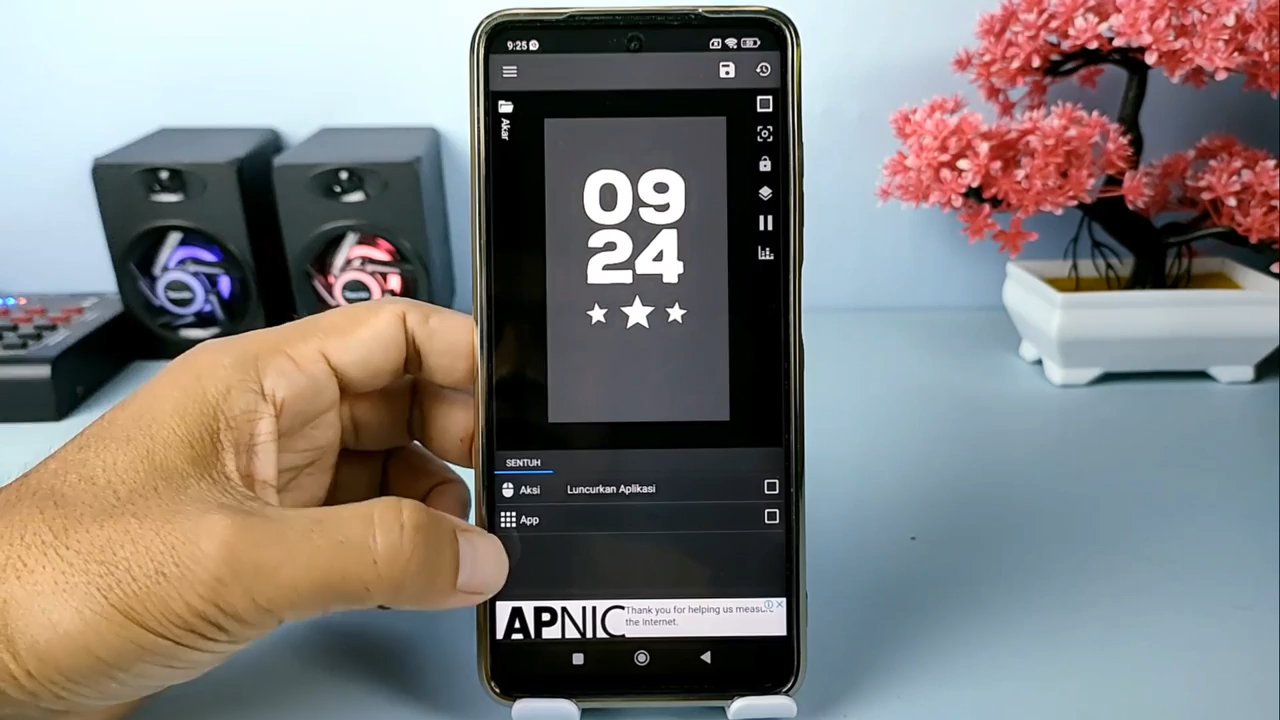 9:25
Akar
09
24
SENTUH
Aksi Luncurkan Aplikasi
App
APNIC
Thank you for helping us measure
the Internet.